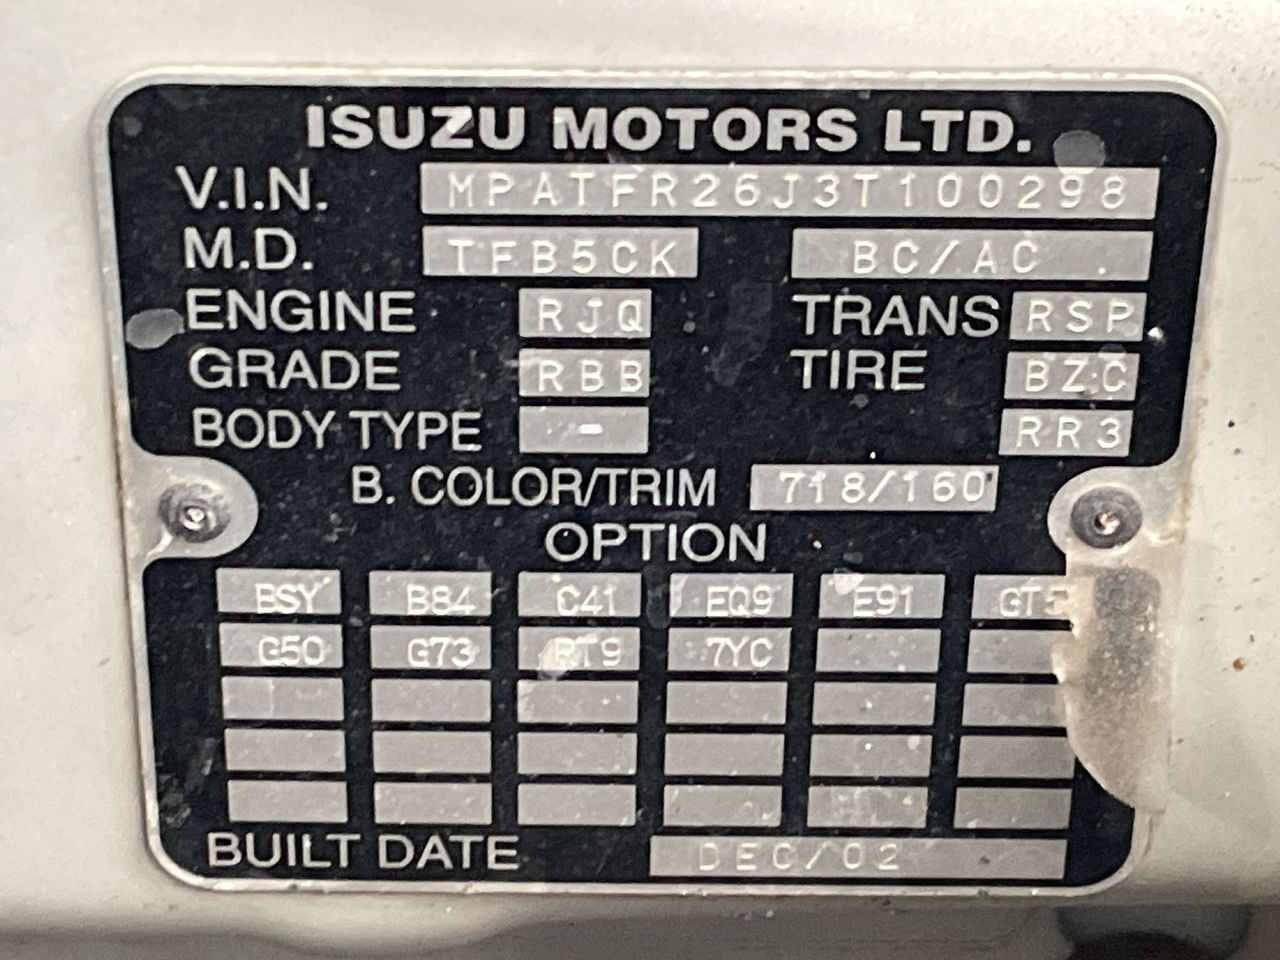 ISUZU MOTORS LTD.
V.I.N. MPATFR26J3T100298
M.D. TFB5CK BC/AC .
ENGINE RJQ TRANS RSP
GRADE RBB TIRE BZC
BODY TYPE - RR3
B. COLOR/TRIM 718/160
OPTION
BSY B84 C41 EQ9 E91 GT5
G50 G73 RT9 7YC
BUILT DATE DEC/02